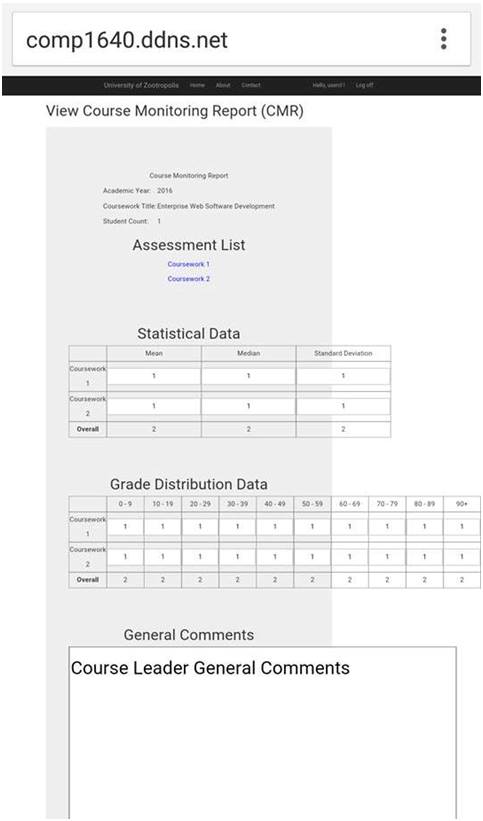 comp1640.ddns.net
University of Zootropolis Home About Contact Hello, user1! Log off
View Course Monitoring Report (CMR)
Course Monitoring Report
Academic Year: 2016
Coursework Title: Enterprise Web Software Development
Student Count: 1
Assessment List
Coursework 1
Coursework 2
Statistical Data
Mean Median Standard Deviation
Coursework 1 1 1 1
Coursework 2 1 1 1
Overall 2 2 2
Grade Distribution Data
0 - 9 10 - 19 20 - 29 30 - 39 40 - 49 50 - 59 60 - 69 70 - 79 80 - 89 90+
Coursework 1 1 1 1 1 1 1 1 1 1 1
Coursework 2 1 1 1 1 1 1 1 1 1 1
Overall 2 2 2 2 2 2 2 2 2 2
General Comments
Course Leader General Comments